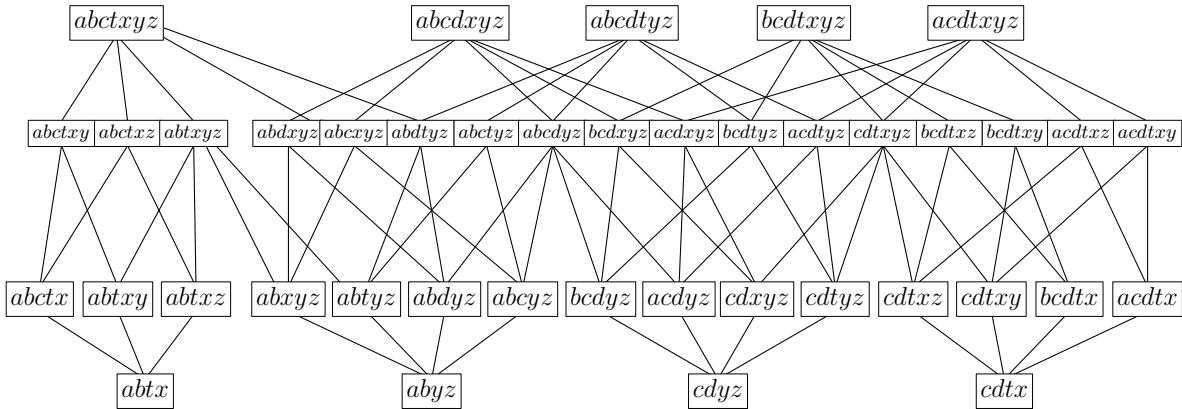 abctxyz abcdxyz abcdtyz bcdtxyz acdtxyz
abctxy abctxz abtxyz abdxyz abcxyz abdtyz abctyz abcdyz bcdxyz acdxyz bcdtyz acdtyz cdtxyz bcdtxz bcdtxy acdtxz acdtxy
abctx abtxy abtxz abxyz abtyz abdyz abcyz bcdyz acdyz cdxyz cdtyz cdtxz cdtxy bcdtx acdtx
abtx abyz cdyz cdtx